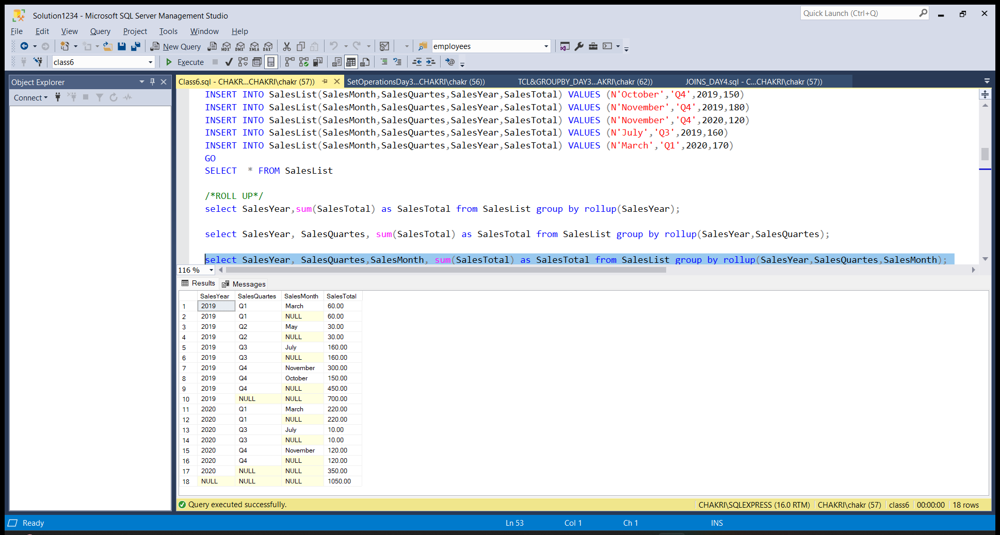 Solution1234 - Microsoft SQL Server Management Studio
Quick Launch (Ctrl+Q)
File Edit View Query Project Tools Window Help
New Query MDX DMX XMLA DAX employees
class6 Execute
Object Explorer
Connect
Class6.sql - CHAKR...CHAKRI\chakr (57)) SetOperationsDay3...CHAKRI\chakr (56)) TCL&GROUPBY_DAY3...AKRI\chakr (62)) JOINS_DAY4.sql - C...CHAKRI\chakr (57))
INSERT INTO SalesList(SalesMonth,SalesQuartes,SalesYear,SalesTotal) VALUES (N'October','Q4',2019,150)
INSERT INTO SalesList(SalesMonth,SalesQuartes,SalesYear,SalesTotal) VALUES (N'November','Q4',2019,180)
INSERT INTO SalesList(SalesMonth,SalesQuartes,SalesYear,SalesTotal) VALUES (N'November','Q4',2020,120)
INSERT INTO SalesList(SalesMonth,SalesQuartes,SalesYear,SalesTotal) VALUES (N'July','Q3',2019,160)
INSERT INTO SalesList(SalesMonth,SalesQuartes,SalesYear,SalesTotal) VALUES (N'March','Q1',2020,170)
GO
SELECT * FROM SalesList
/*ROLL UP*/
select SalesYear,sum(SalesTotal) as SalesTotal from SalesList group by rollup(SalesYear);
select SalesYear, SalesQuartes, sum(SalesTotal) as SalesTotal from SalesList group by rollup(SalesYear,SalesQuartes);
select SalesYear, SalesQuartes,SalesMonth, sum(SalesTotal) as SalesTotal from SalesList group by rollup(SalesYear,SalesQuartes,SalesMonth);
116 %
Results Messages
SalesYear SalesQuartes SalesMonth SalesTotal
1 2019 Q1 March 60.00
2 2019 Q1 NULL 60.00
3 2019 Q2 May 30.00
4 2019 Q2 NULL 30.00
5 2019 Q3 July 160.00
6 2019 Q3 NULL 160.00
7 2019 Q4 November 300.00
8 2019 Q4 October 150.00
9 2019 Q4 NULL 450.00
10 2019 NULL NULL 700.00
11 2020 Q1 March 220.00
12 2020 Q1 NULL 220.00
13 2020 Q3 July 10.00
14 2020 Q3 NULL 10.00
15 2020 Q4 November 120.00
16 2020 Q4 NULL 120.00
17 2020 NULL NULL 350.00
18 NULL NULL NULL 1050.00
Query executed successfully. CHAKRI\SQLEXPRESS (16.0 RTM) CHAKRI\chakr (57) class6 00:00:00 18 rows
Ready Ln 53 Col 1 Ch 1 INS